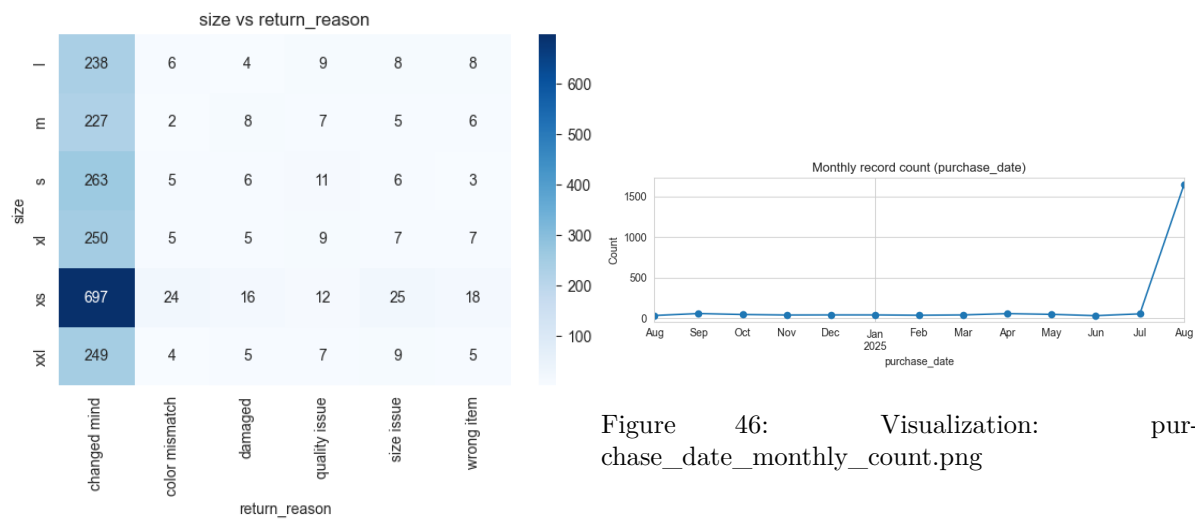 size vs return_reason
l 238 6 4 9 8 8
m 227 2 8 7 5 6
s 263 5 6 11 6 3
xl 250 5 5 9 7 7
xs 697 24 16 12 25 18
xxl 249 4 5 7 9 5
size
changed mind
color mismatch
damaged
quality issue
size issue
wrong item
return_reason
600
500
400
300
200
100
Monthly record count (purchase_date)
1500
1000
500
0
Count
Aug Sep Oct Nov Dec Jan Feb Mar Apr May Jun Jul Aug
2025
purchase_date
Figure 46: Visualization: pur-
chase_date_monthly_count.png